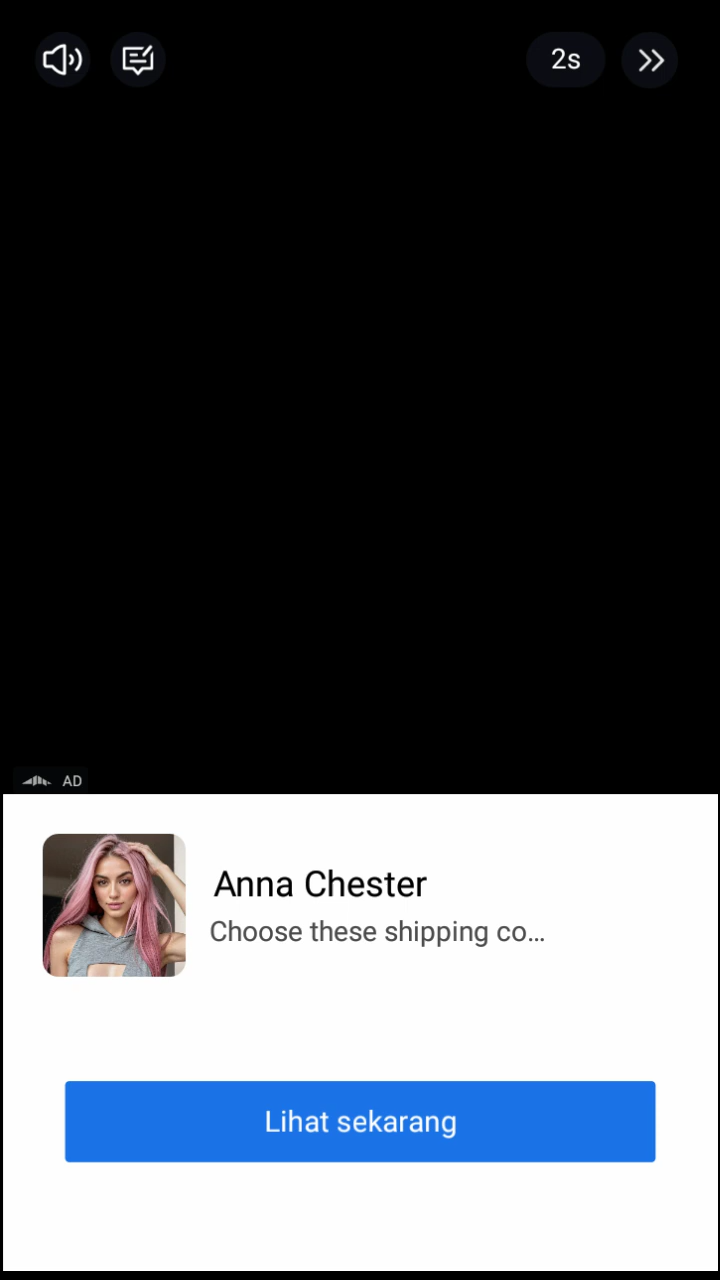 2s
AD
Anna Chester
Choose these shipping co...
Lihat sekarang